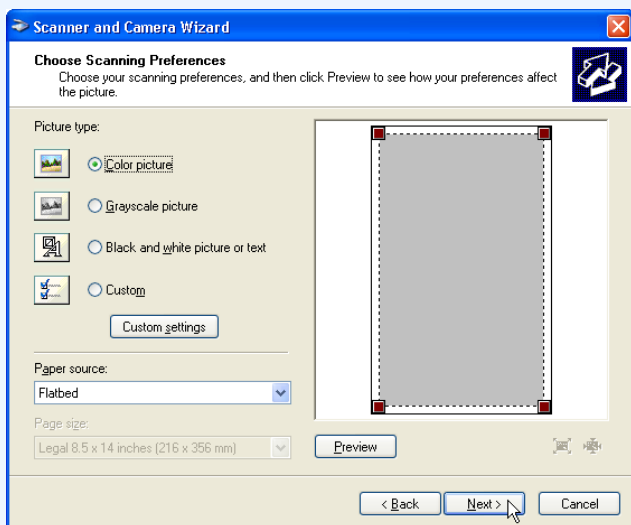 Scanner and Camera Wizard
Choose Scanning Preferences
Choose your scanning preferences, and then click Preview to see how your preferences affect
the picture.
Picture type:
Color picture
Grayscale picture
Black and white picture or text
Custom
Custom settings
Paper source:
Flatbed
Page size:
Legal 8.5 x 14 inches (216 x 356 mm)
Preview
< Back
Next >
Cancel